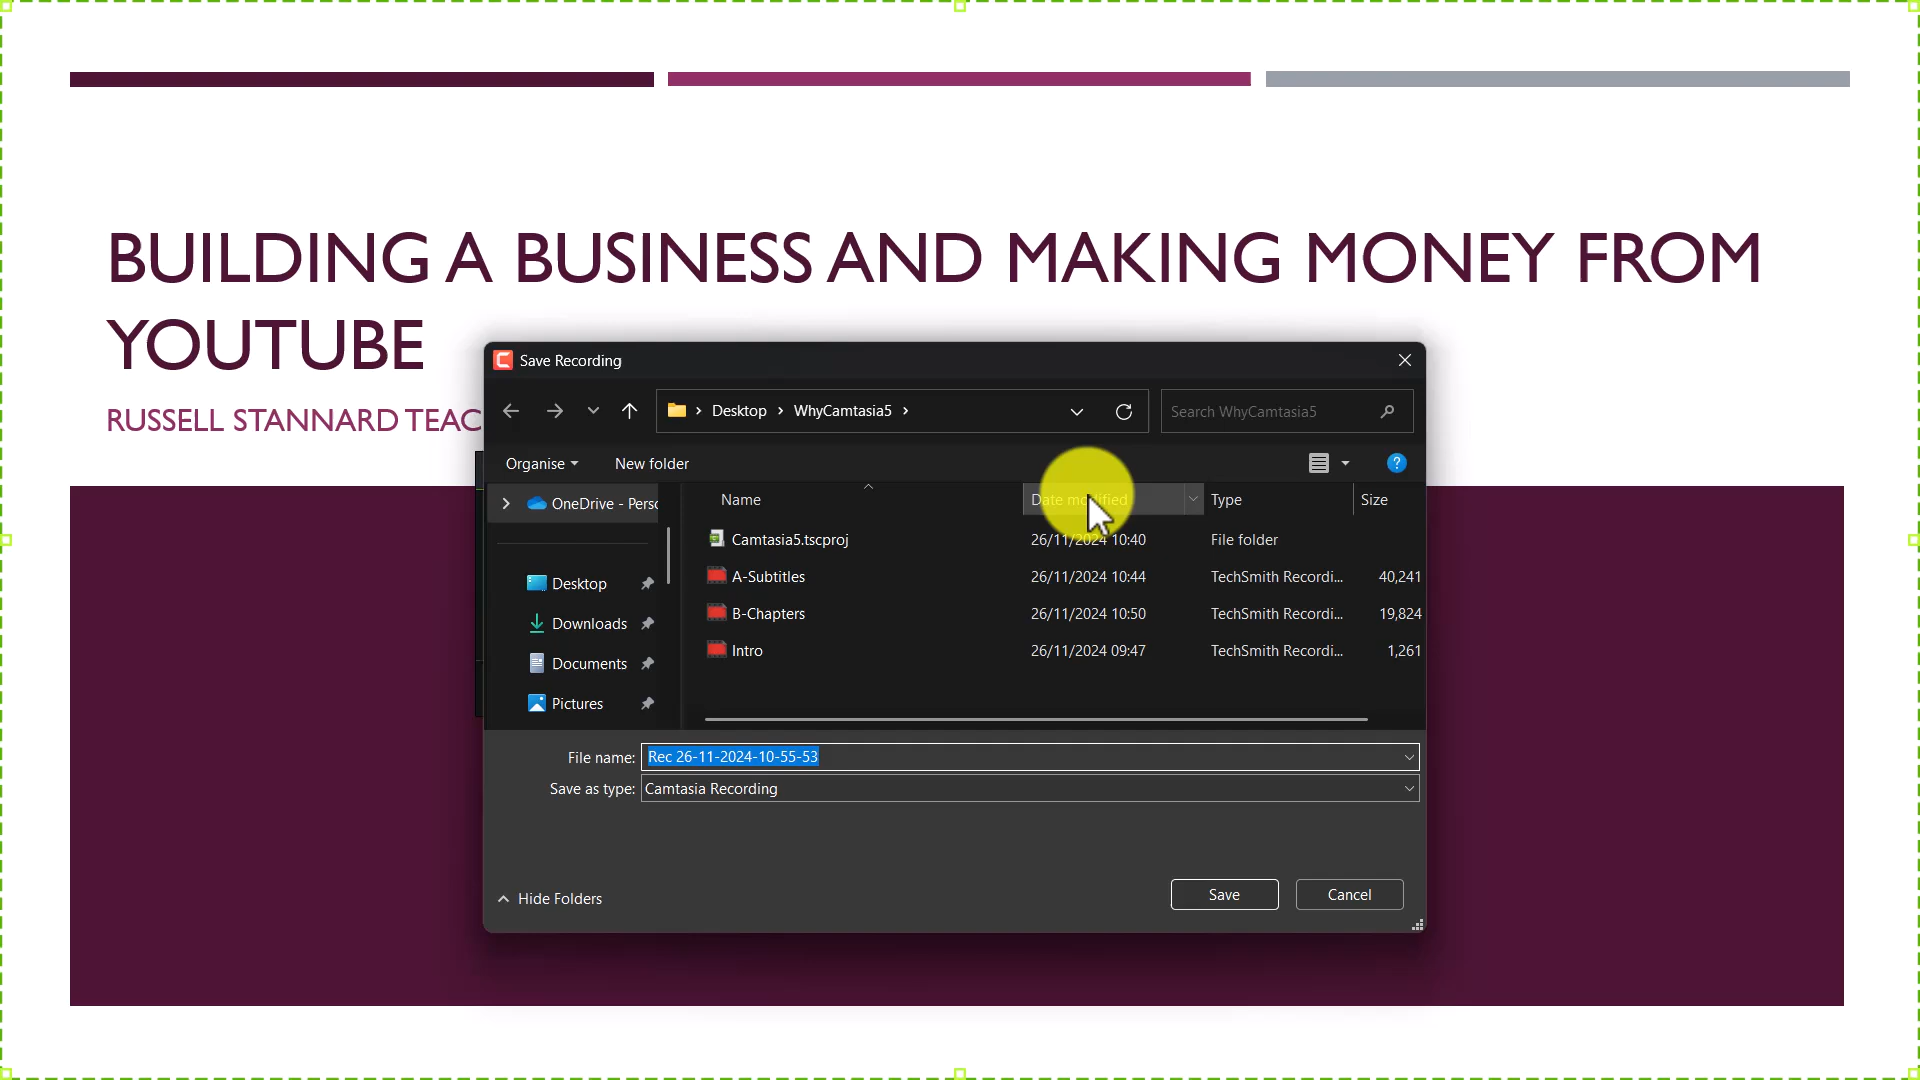 BUILDING A BUSINESS AND MAKING MONEY FROM
YOUTUBE
RUSSELL STANNARD TEAC
Save Recording
Desktop WhyCamtasia5
Search WhyCamtasia5
Organise New folder
?
OneDrive - Perso
Desktop
Downloads
Documents
Pictures
Name Date modified Type Size
Camtasia5.tscproj 26/11/2024 10:40 File folder
A-Subtitles 26/11/2024 10:44 TechSmith Recordi... 40,241
B-Chapters 26/11/2024 10:50 TechSmith Recordi... 19,824
Intro 26/11/2024 09:47 TechSmith Recordi... 1,261
File name: Rec 26-11-2024-10-55-53
Save as type: Camtasia Recording
Hide Folders
Save Cancel